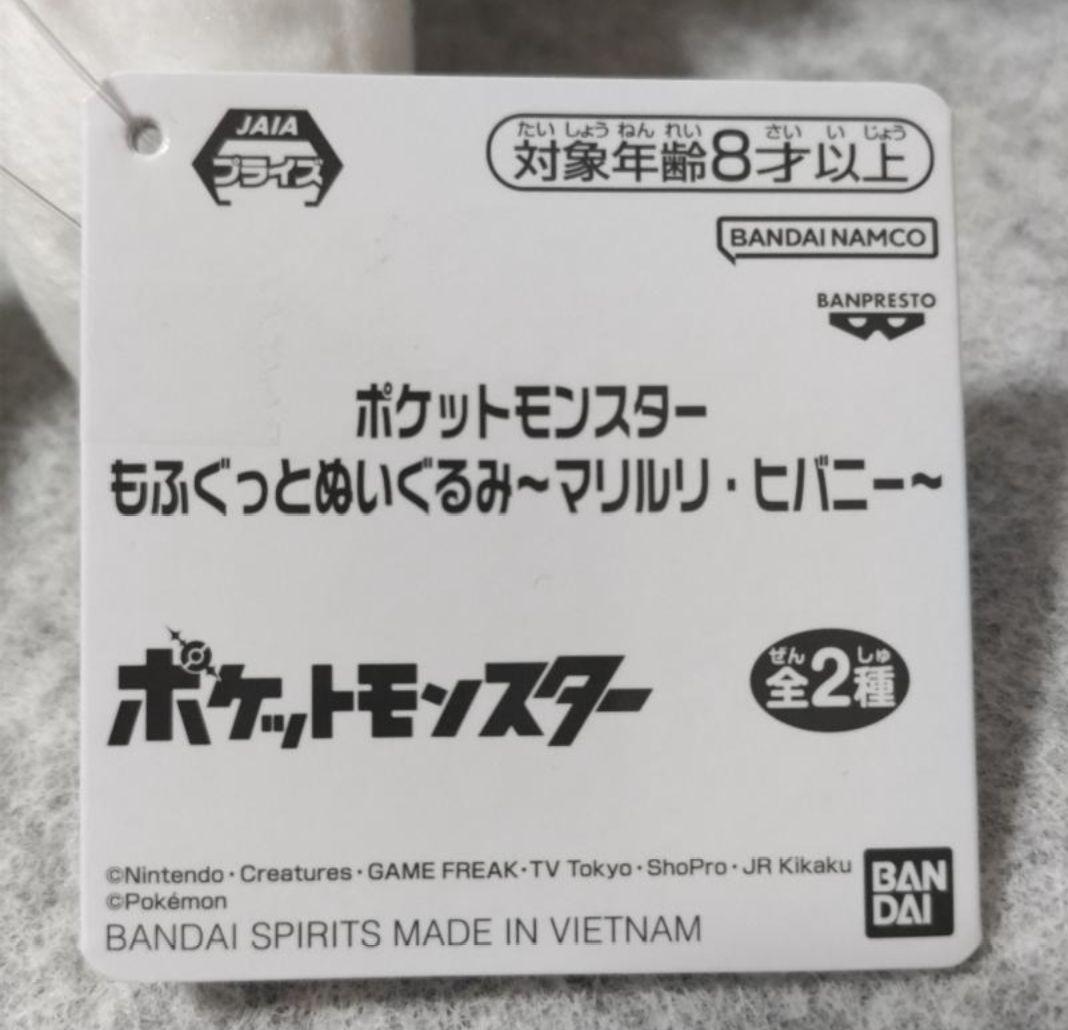 JAIA
プライズ
たいしょうねんれい さい いじょう
対象年齢8才以上
BANDAI NAMCO
BANPRESTO
ポケットモンスター
もふぐっとぬいぐるみ~マリルリ・ヒバニー~
ポケットモンスター
ぜん しゅ
全2種
©Nintendo・Creatures・GAME FREAK・TV Tokyo・ShoPro・JR Kikaku
©Pokémon
BANDAI SPIRITS MADE IN VIETNAM
BAN
DAI